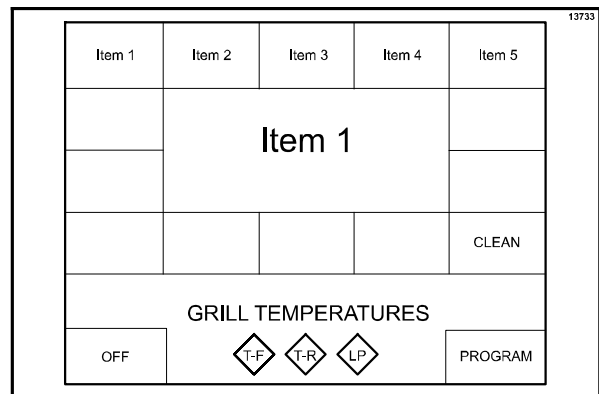 13733
Item 1 Item 2 Item 3 Item 4 Item 5
Item 1
CLEAN
GRILL TEMPERATURES
OFF T-F T-R LP PROGRAM